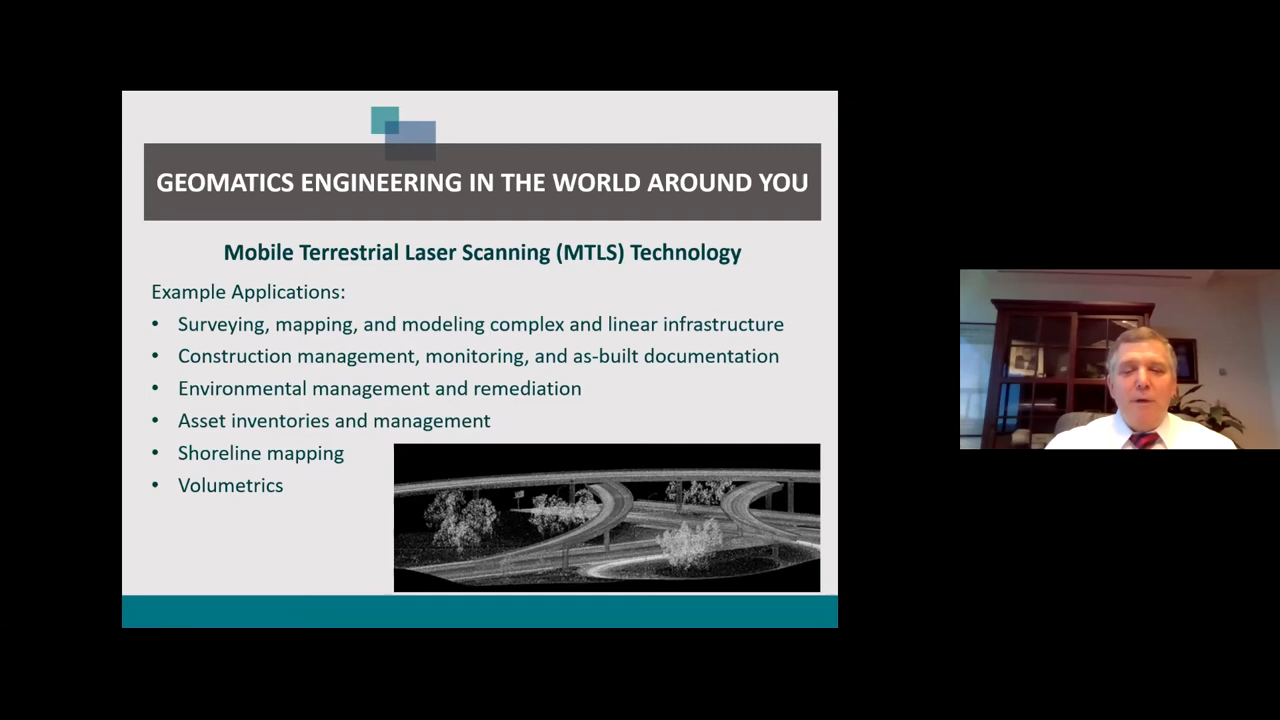 GEOMATICS ENGINEERING IN THE WORLD AROUND YOU
Mobile Terrestrial Laser Scanning (MTLS) Technology
Example Applications:
• Surveying, mapping, and modeling complex and linear infrastructure
• Construction management, monitoring, and as-built documentation
• Environmental management and remediation
• Asset inventories and management
• Shoreline mapping
• Volumetrics